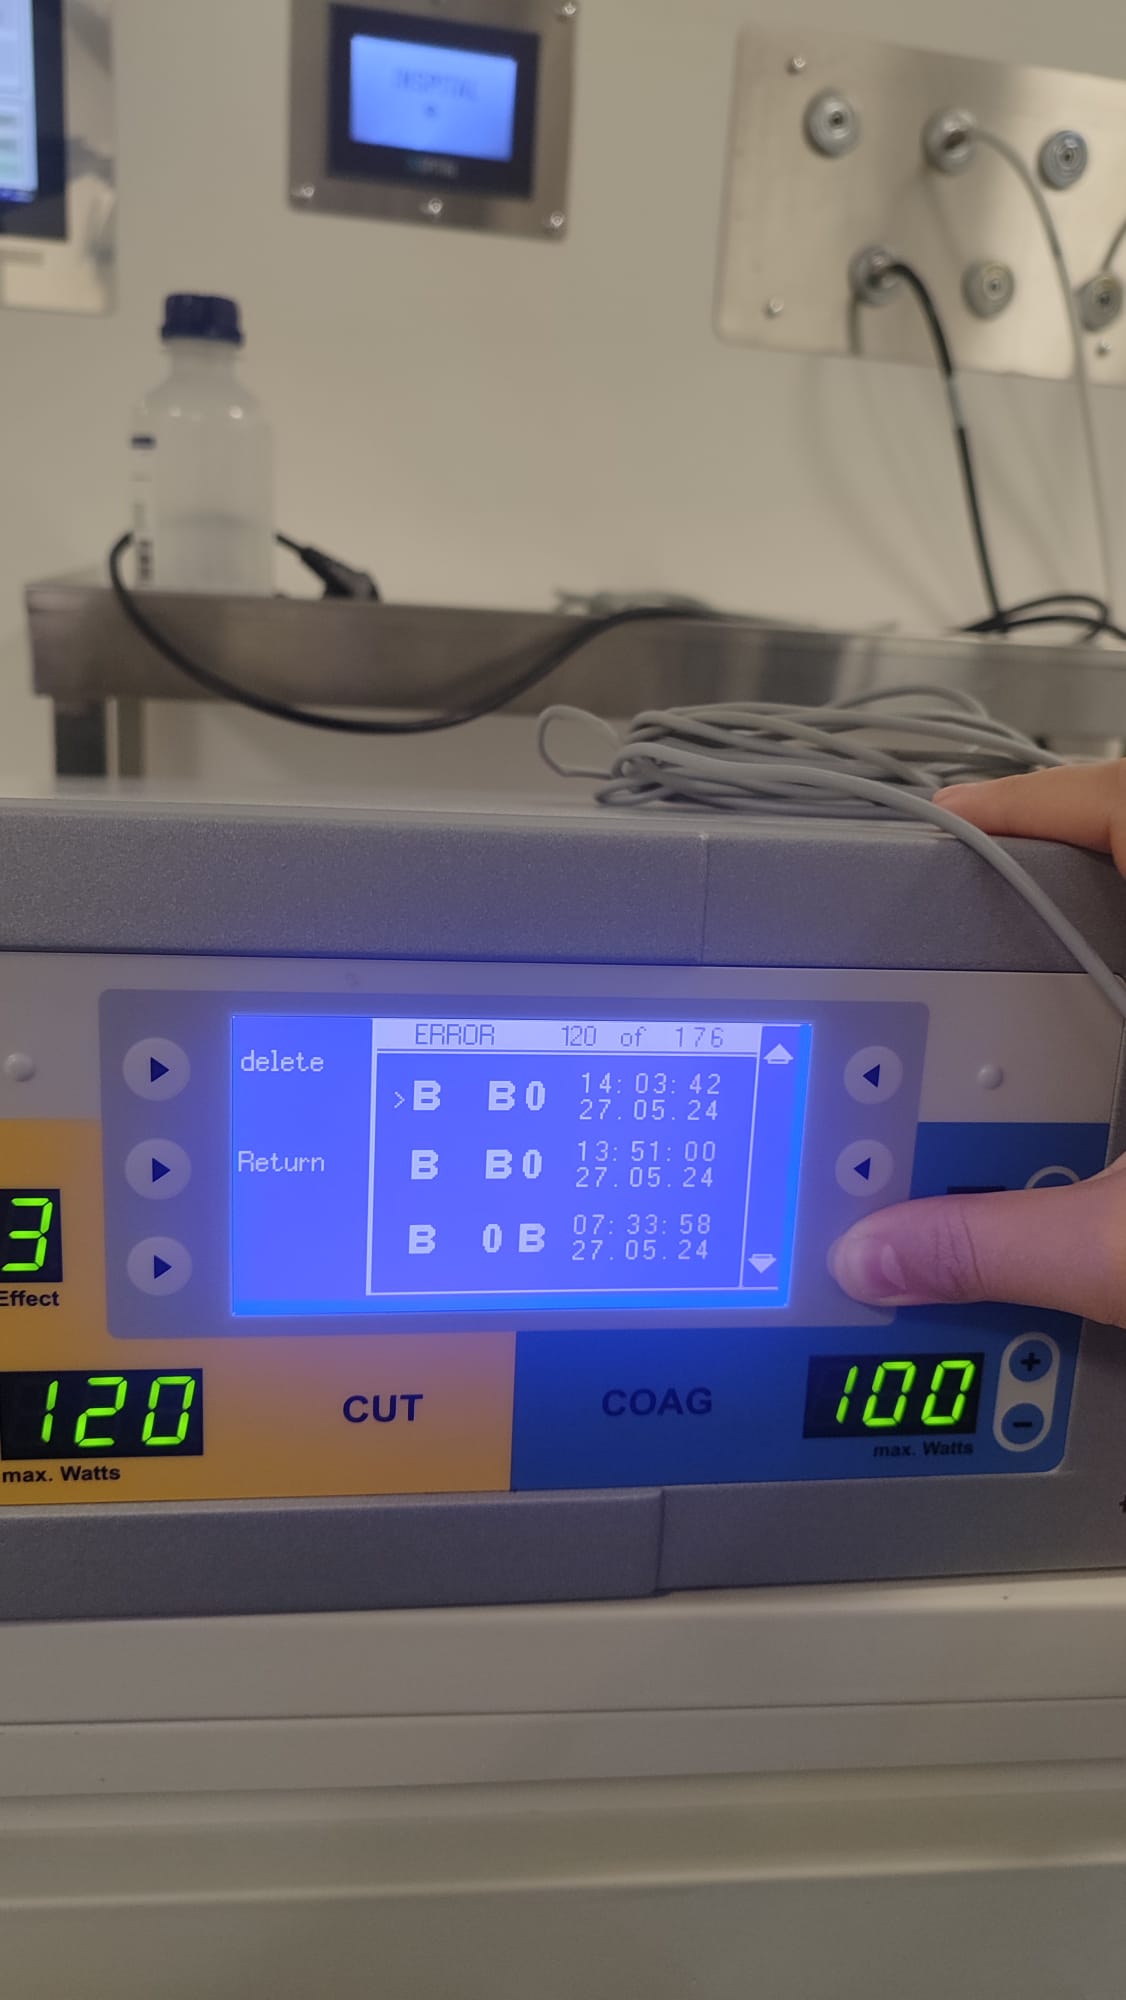 delete
Return
ERROR 120 of 176
>B B0 14:03:42
27.05.24
B B0 13:51:00
27.05.24
B 0B 07:33:58
27.05.24
3
Effect
120
max. Watts
CUT
COAG
100
max. Watts
+
-